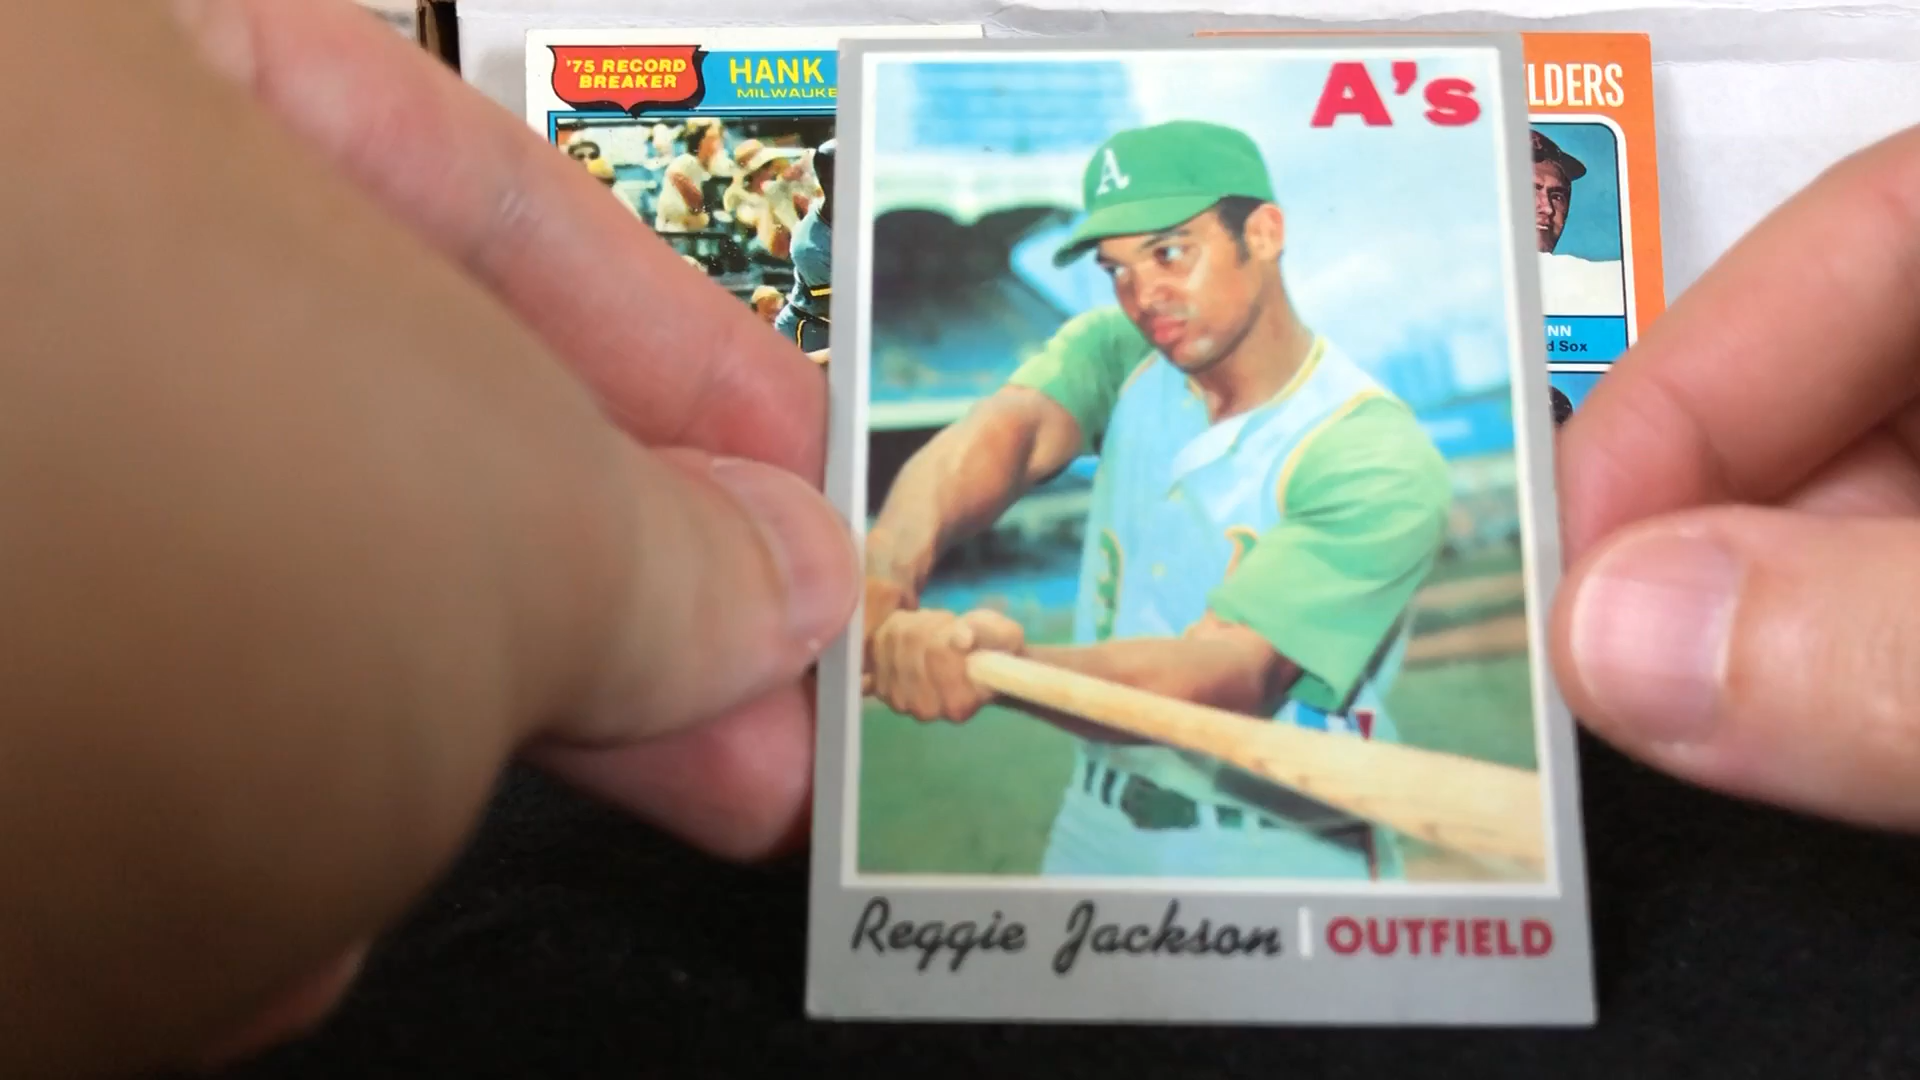 '75 RECORD
BREAKER
HANK
MILWAUKE
A's
A
LDERS
NN
d Sox
Reggie Jackson | OUTFIELD